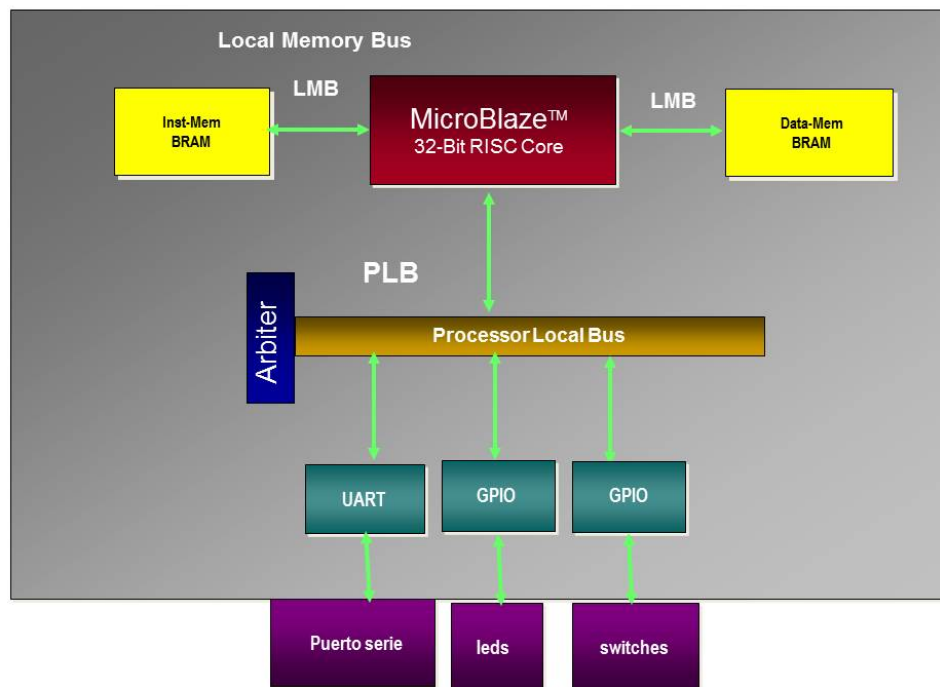 Local Memory Bus
LMB
LMB
Inst-Mem
BRAM
MicroBlaze™
32-Bit RISC Core
Data-Mem
BRAM
PLB
Arbiter
Processor Local Bus
UART
GPIO
GPIO
Puerto serie
leds
switches